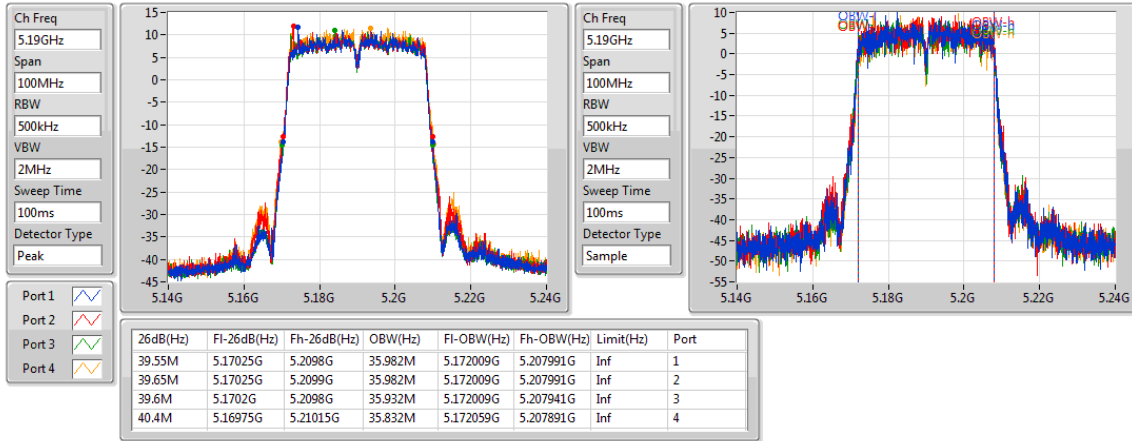 Ch Freq
5.19GHz
Span
100MHz
RBW
500kHz
VBW
2MHz
Sweep Time
100ms
Detector Type
Peak
15
10
5
0
-5
-10
-15
-20
-25
-30
-35
-40
-45
5.14G 5.16G 5.18G 5.2G 5.22G 5.24G
Ch Freq
5.19GHz
Span
100MHz
RBW
500kHz
VBW
2MHz
Sweep Time
100ms
Detector Type
Sample
10
5
0
-5
-10
-15
-20
-25
-30
-35
-40
-45
-50
-55
5.14G 5.16G 5.18G 5.2G 5.22G 5.24G
Port 1
Port 2
Port 3
Port 4
26dB(Hz) Fl-26dB(Hz) Fh-26dB(Hz) OBW(Hz) Fl-OBW(Hz) Fh-OBW(Hz) Limit(Hz) Port
39.55M 5.17025G 5.2098G 35.982M 5.172009G 5.207991G Inf 1
39.65M 5.17025G 5.2099G 35.982M 5.172009G 5.207991G Inf 2
39.6M 5.1702G 5.2098G 35.932M 5.172009G 5.207941G Inf 3
40.4M 5.16975G 5.21015G 35.832M 5.172059G 5.207891G Inf 4